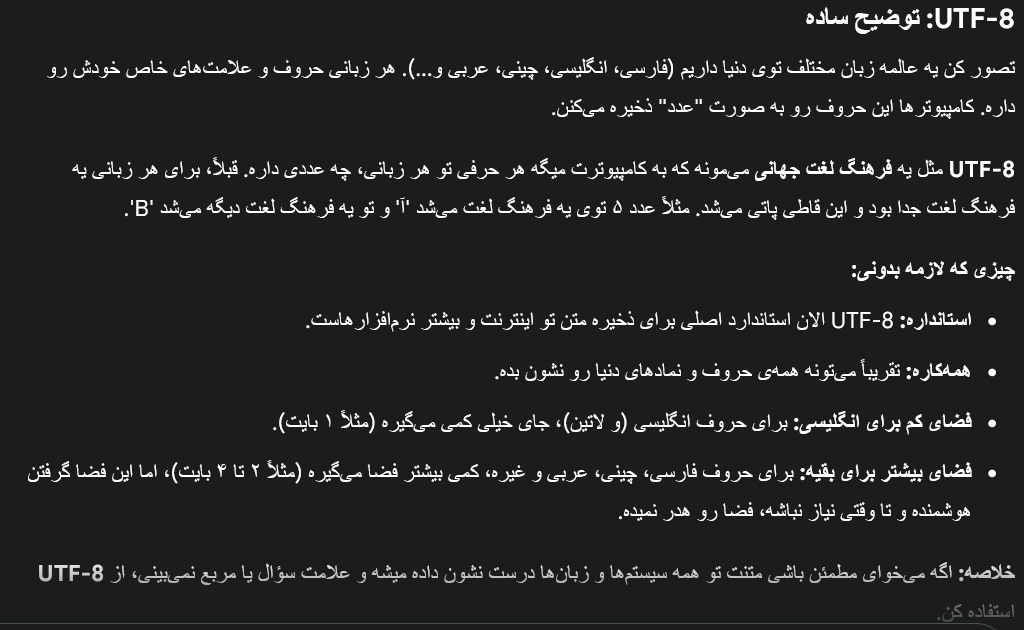 UTF-8: توضیح ساده
تصور کن یه عالمه زبان مختلف توی دنیا داریم (فارسی، انگلیسی، چینی، عربی و...). هر زبانی حروف و علامت‌های خاص خودش رو
داره. کامپیوترها این حروف رو به صورت "عدد" ذخیره می‌کنن.
UTF-8 مثل یه فرهنگ لغت جهانی می‌مونه که به کامپیوترت میگه هر حرفی تو هر زبانی، چه عددی داره. قبلاً، برای هر زبانی یه
فرهنگ لغت جدا بود و این قاطی پاتی می‌شد. مثلاً عدد ۵ توی یه فرهنگ لغت می‌شد 'آ' و تو یه فرهنگ لغت دیگه می‌شد 'B'.
چیزی که لازمه بدونی:
• استانداره: UTF-8 الان استاندارد اصلی برای ذخیره متن تو اینترنت و بیشتر نرم‌افزارهاست.
• همه‌کاره: تقریباً می‌تونه همه‌ی حروف و نمادهای دنیا رو نشون بده.
• فضای کم برای انگلیسی: برای حروف انگلیسی (و لاتین)، جای خیلی کمی می‌گیره (مثلاً ۱ بایت).
• فضای بیشتر برای بقیه: برای حروف فارسی، چینی، عربی و غیره، کمی بیشتر فضا می‌گیره (مثلاً ۲ تا ۴ بایت)، اما این فضا گرفتن
هوشمنده و تا وقتی نیاز نباشه، فضا رو هدر نمیده.
خلاصه: اگه می‌خوای مطمئن باشی متنت تو همه سیستم‌ها و زبان‌ها درست نشون داده میشه و علامت سؤال یا مربع نمی‌بینی، از UTF-8
استفاده کن.